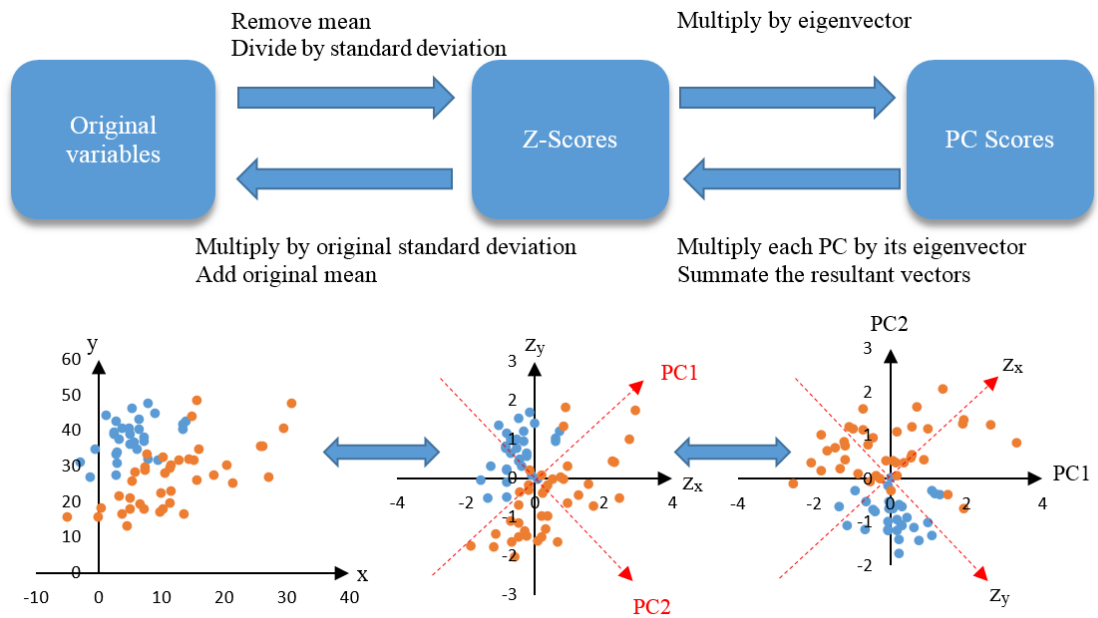 Remove mean
Divide by standard deviation
Multiply by eigenvector
Original
variables
Z-Scores
PC Scores
Multiply by original standard deviation
Add original mean
Multiply each PC by its eigenvector
Summate the resultant vectors
y
60
50
40
30
20
10
0
-10
0
10
20
30
40
x
Zy
3
2
1
0
-1
-2
-3
-4
-2
0
2
4
Zx
PC1
PC2
PC2
3
2
1
0
-1
-2
-4
-2
0
2
4
PC1
Zx
Zy